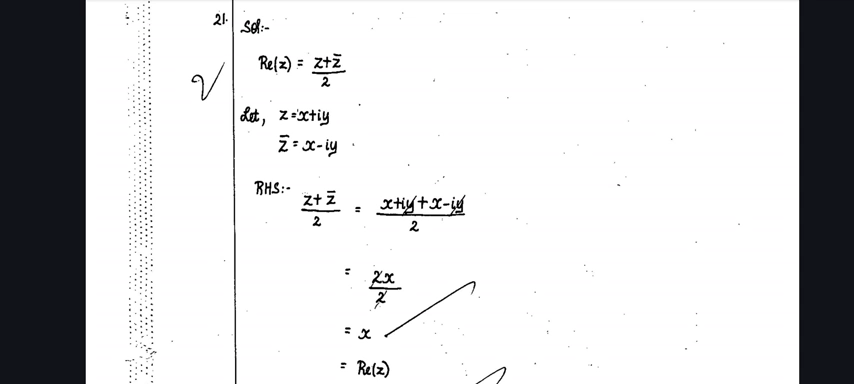 21. Sol:-
Re(z) = z+z̅/2
Let, z=x+iy
z̅ = x-iy
RHS:- z+z̅/2 = x+iy+x-iy/2
= 2x/2
= x
= Re(z)